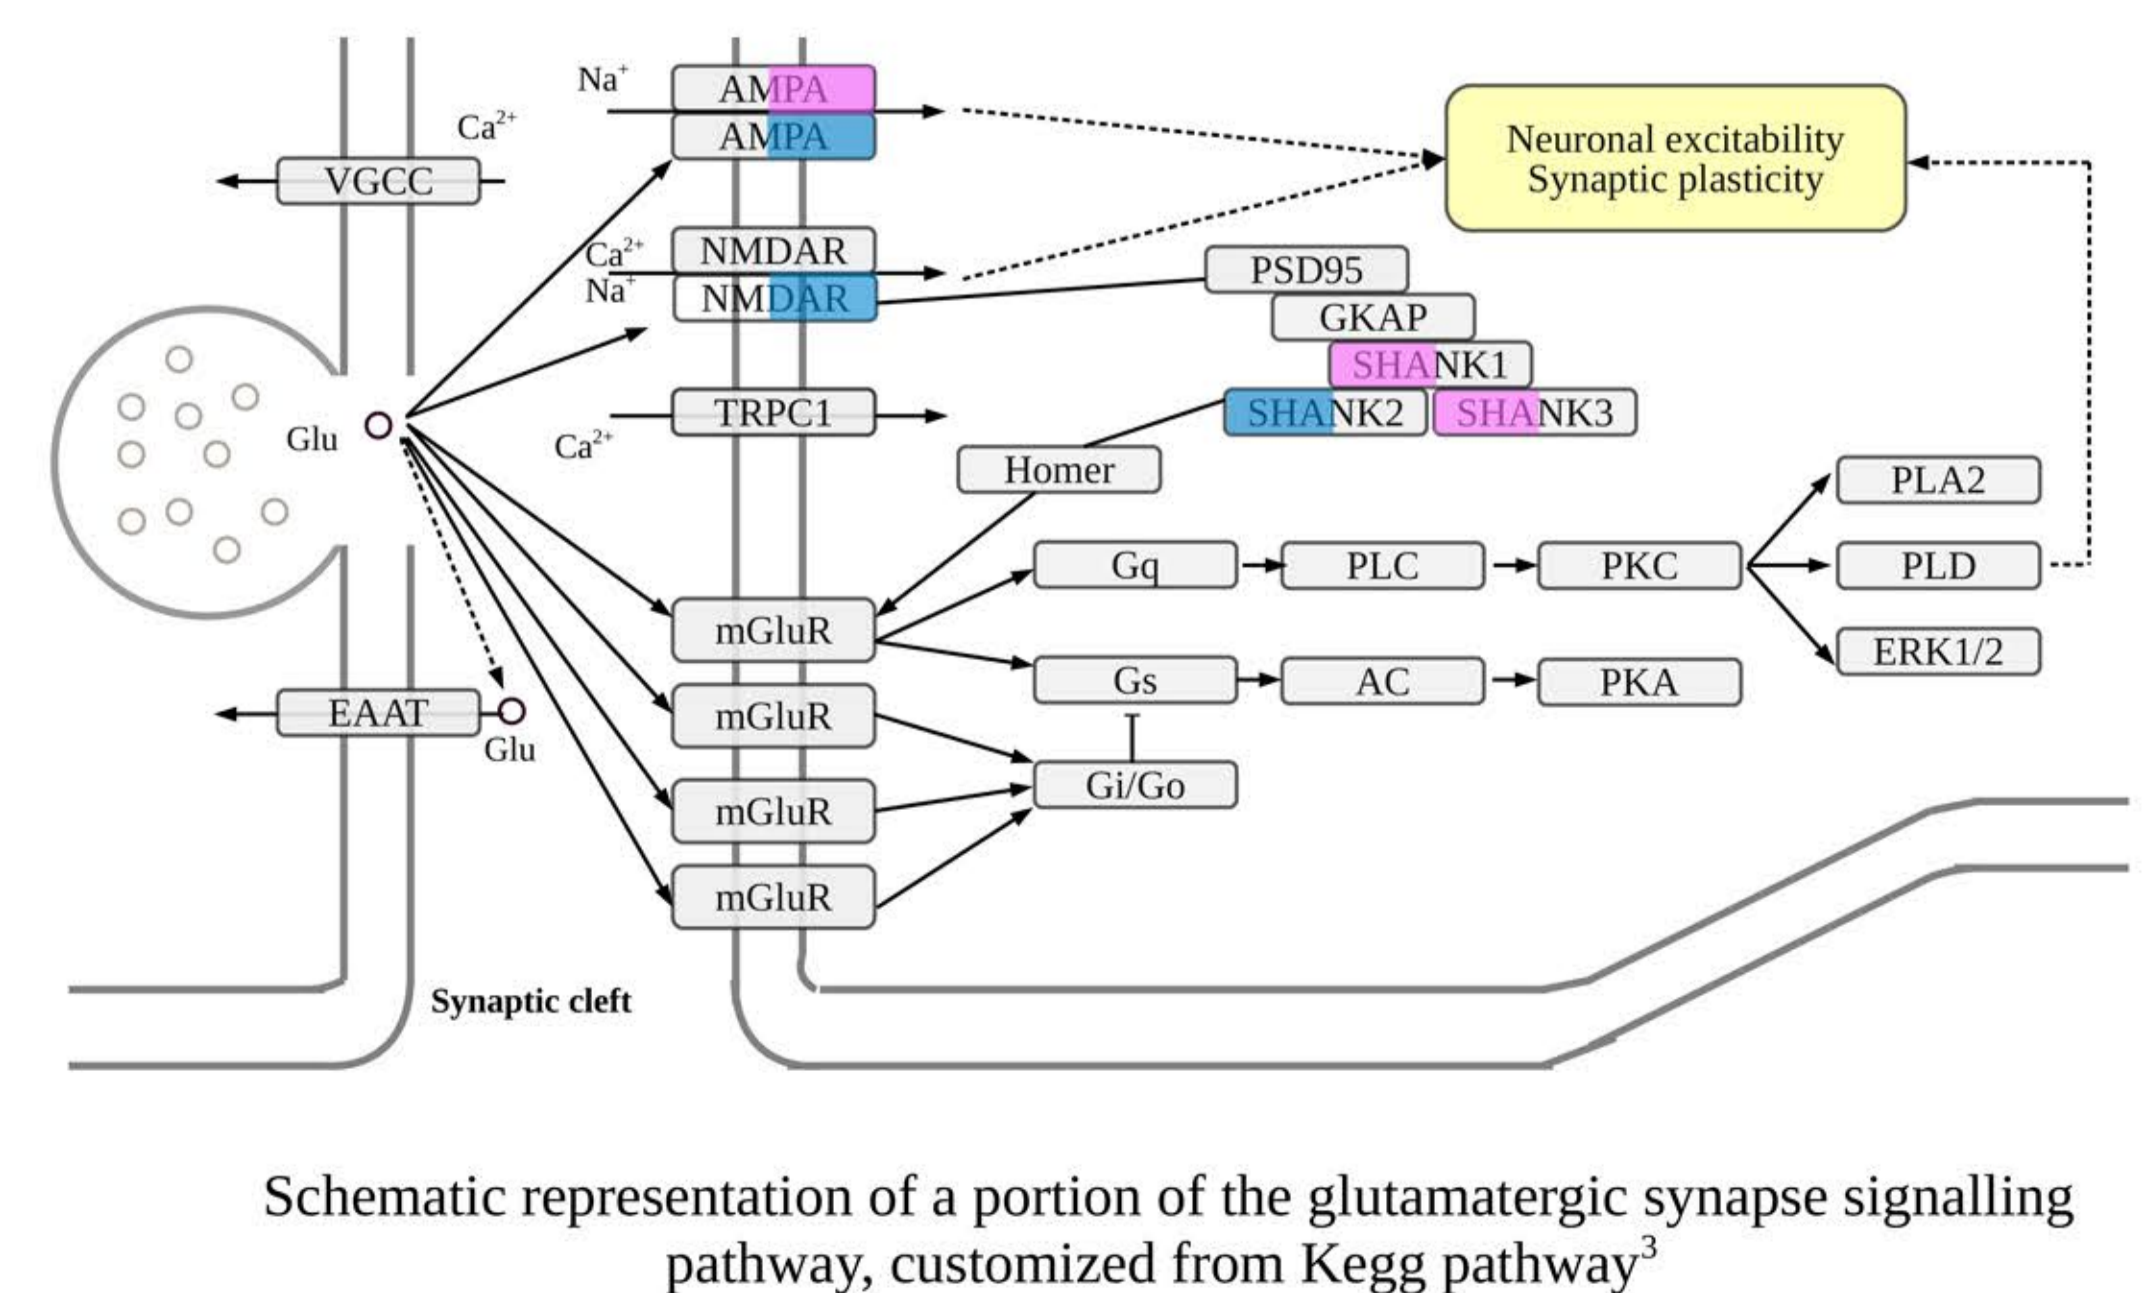 Na⁺
AMPA
AMPA
Ca²⁺
VGCC
Neuronal excitability
Synaptic plasticity
Ca²⁺
Na⁺
NMDAR
NMDAR
PSD95
GKAP
SHANK1
SHANK2
SHANK3
Glu
TRPC1
Ca²⁺
Homer
PLA2
Gq
PLC
PKC
PLD
mGluR
Gs
AC
PKA
ERK1/2
EAAT
Glu
mGluR
Gi/Go
mGluR
mGluR
Synaptic cleft
Schematic representation of a portion of the glutamatergic synapse signalling
pathway, customized from Kegg pathway³